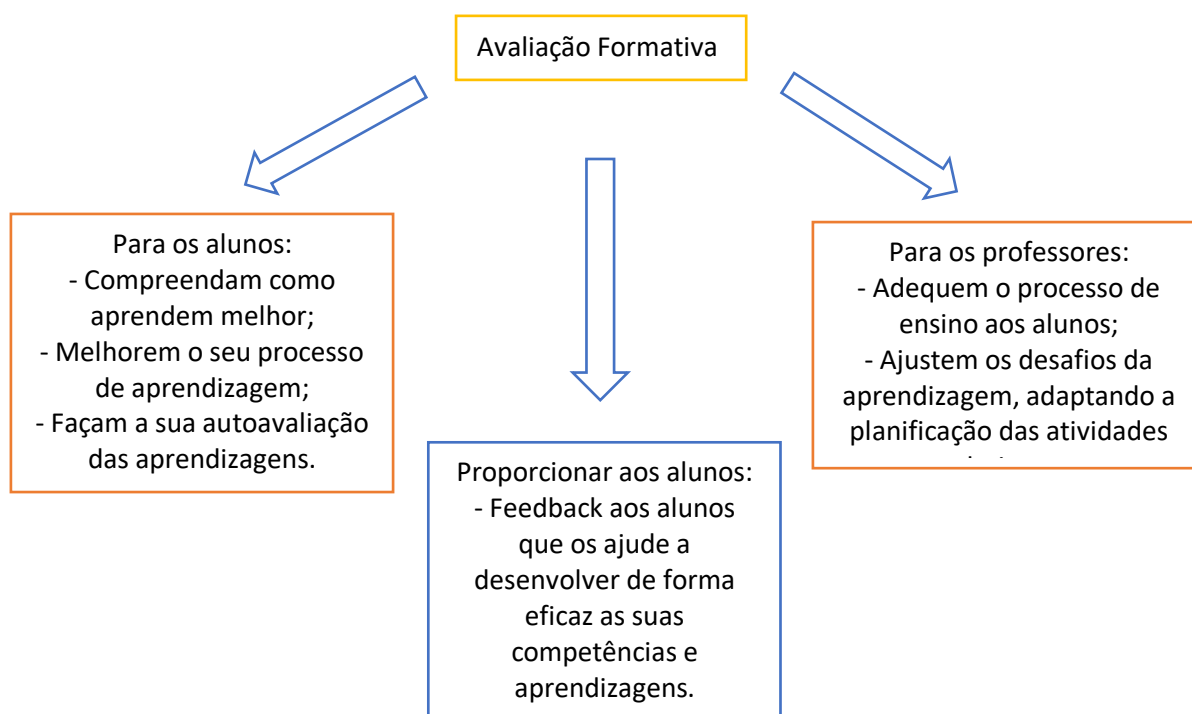 Avaliação Formativa
Para os alunos:
- Compreendam como
aprendem melhor;
- Melhorem o seu processo
de aprendizagem;
- Façam a sua autoavaliação
das aprendizagens.
Proporcionar aos alunos:
- Feedback aos alunos
que os ajude a
desenvolver de forma
eficaz as suas
competências e
aprendizagens.
Para os professores:
- Adequem o processo de
ensino aos alunos;
- Ajustem os desafios da
aprendizagem, adaptando a
planificação das atividades